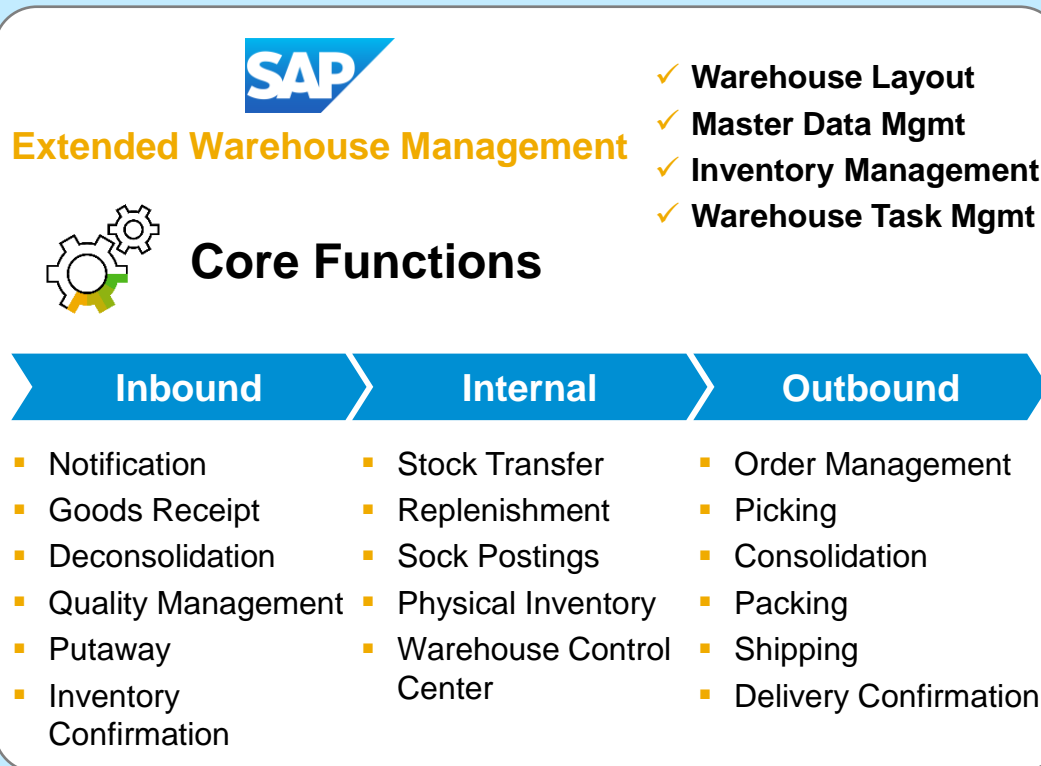 SAP
Extended Warehouse Management
Warehouse Layout
Master Data Mgmt
Inventory Management
Warehouse Task Mgmt
Core Functions
Inbound
Notification
Goods Receipt
Deconsolidation
Quality Management
Putaway
Inventory
Confirmation
Internal
Stock Transfer
Replenishment
Sock Postings
Physical Inventory
Warehouse Control
Center
Outbound
Order Management
Picking
Consolidation
Packing
Shipping
Delivery Confirmation